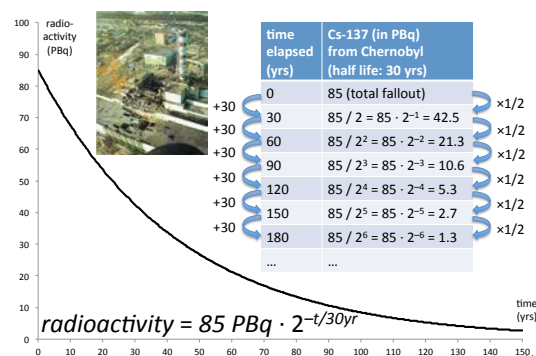 radio-
activity
(PBq)
100
90
80
70
60
50
40
30
20
10
0
time
elapsed
(yrs)
Cs-137 (in PBq)
from Chernobyl
(half life: 30 yrs)
0 85 (total fallout)
30 85 / 2 = 85 · 2⁻¹ = 42.5
60 85 / 2² = 85 · 2⁻² = 21.3
90 85 / 2³ = 85 · 2⁻³ = 10.6
120 85 / 2⁴ = 85 · 2⁻⁴ = 5.3
150 85 / 2⁵ = 85 · 2⁻⁵ = 2.7
180 85 / 2⁶ = 85 · 2⁻⁶ = 1.3
... ...
+30
+30
+30
+30
+30
+30
×1/2
×1/2
×1/2
×1/2
×1/2
×1/2
radioactivity = 85 PBq · 2^–t/30yr
time
(yrs)
0 10 20 30 40 50 60 70 80 90 100 110 120 130 140 150.